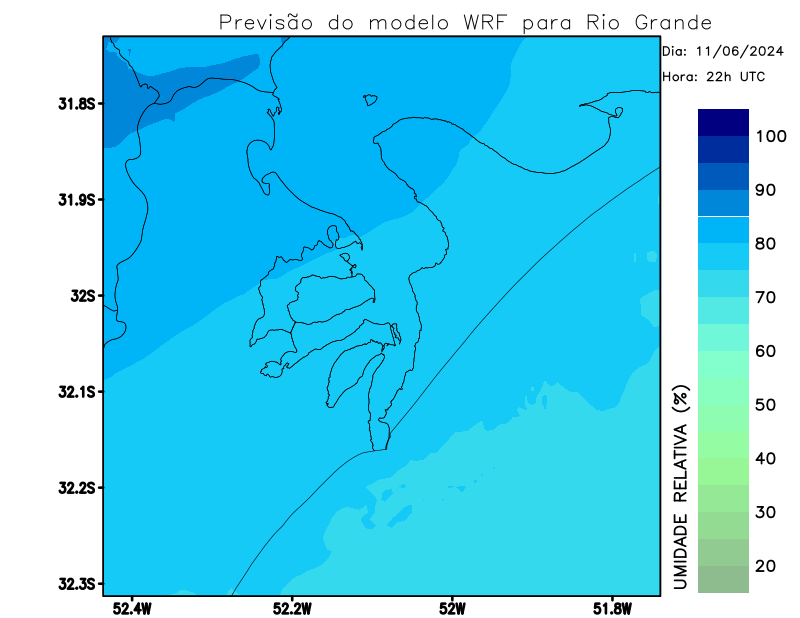 Previsão do modelo WRF para Rio Grande
Dia: 11/06/2024
Hora: 22h UTC
31.8S
31.9S
32S
32.1S
32.2S
32.3S
52.4W
52.2W
52W
51.8W
100
90
80
70
60
50
40
30
20
UMIDADE RELATIVA (%)